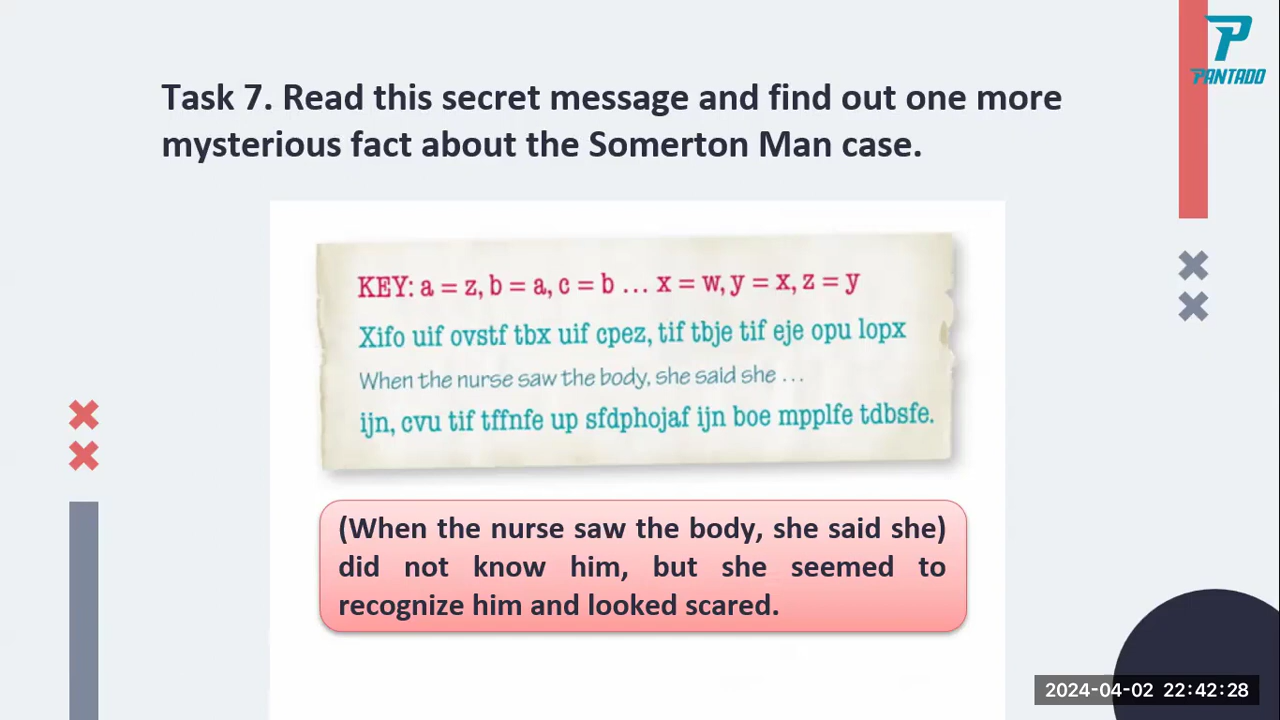 PANTADO
Task 7. Read this secret message and find out one more
mysterious fact about the Somerton Man case.
KEY: a = z, b = a, c = b ... x = w, y = x, z = y
Xifo uif ovstf tbx uif cpez, tif tbje tif eje opu lopx
When the nurse saw the body, she said she ...
ijn, cvu tif tffnfe up sfdphojaf ijn boe mpplfe tdbsfe.
(When the nurse saw the body, she said she)
did not know him, but she seemed to
recognize him and looked scared.
2024-04-02 22:42:28